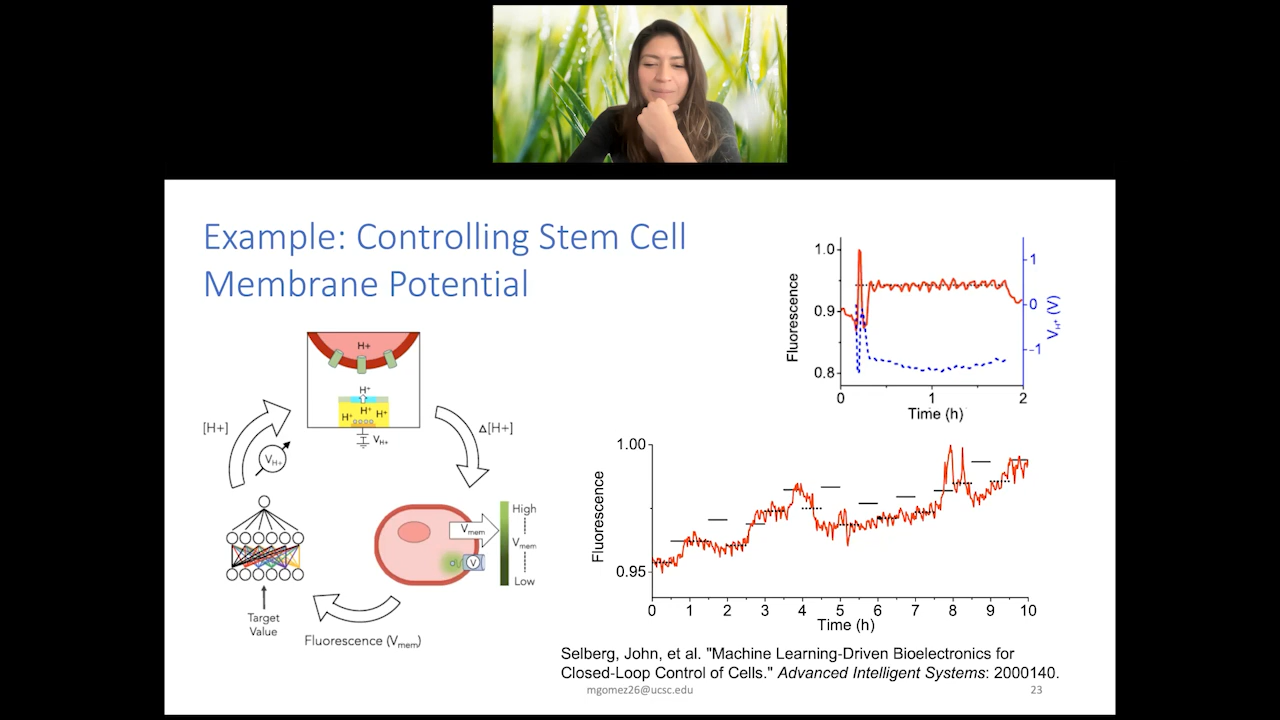 Example: Controlling Stem Cell
Membrane Potential
H+
H⁺
H⁺
H⁺
H⁺
V_H+
[H+]
V_H+
Δ[H+]
V_mem
V
High
V_mem
Low
Target
Value
Fluorescence (V_mem)
1.0
0.9
0.8
Fluorescence
1
0
-1
V_H⁺ (V)
0
1
2
Time (h)
1.00
0.95
Fluorescence
0 1 2 3 4 5 6 7 8 9 10
Time (h)
Selberg, John, et al. "Machine Learning-Driven Bioelectronics for
Closed-Loop Control of Cells." Advanced Intelligent Systems: 2000140.
mgomez26@ucsc.edu
23